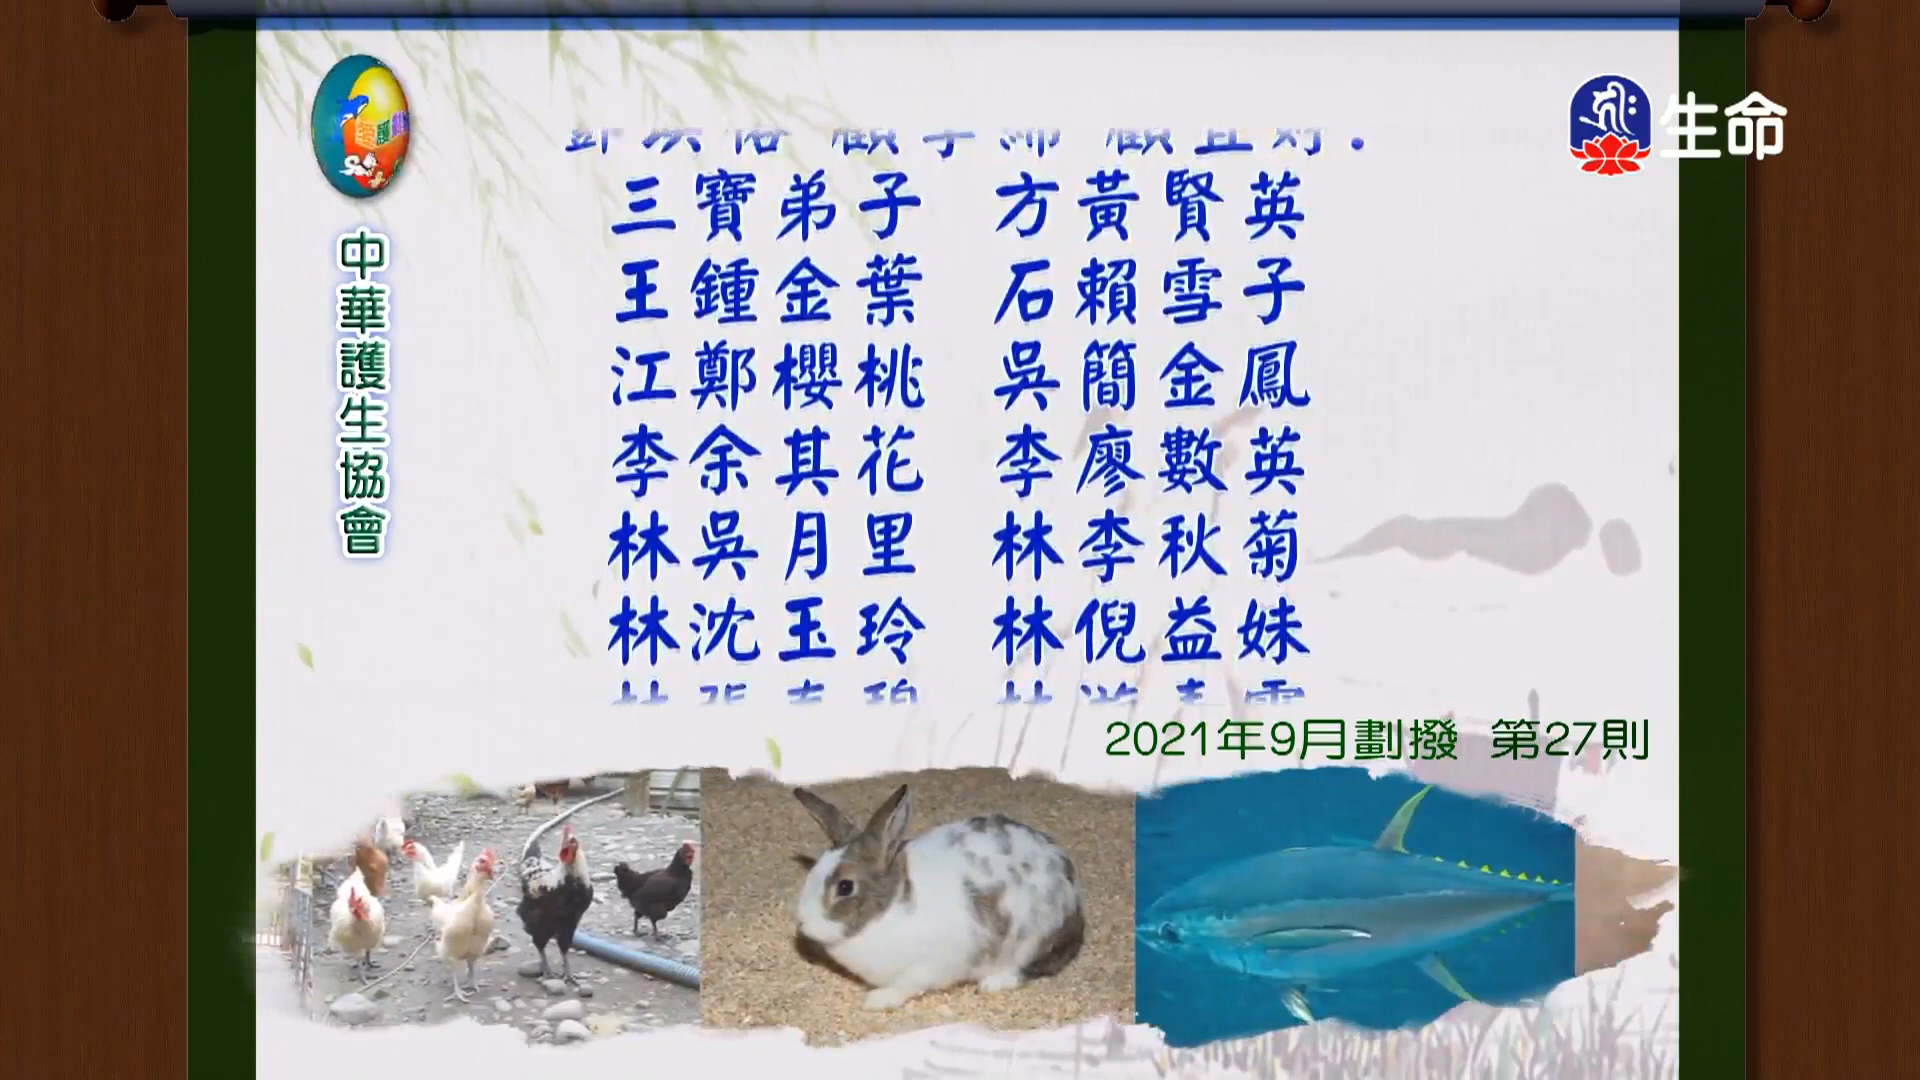 生命
中華護生協會
三寶弟子 方黃賢英
王鍾金葉 石賴雪子
江鄭櫻桃 吳簡金鳳
李余其花 李廖數英
林吳月里 林李秋菊
林沈玉玲 林倪益妹
2021年9月劃撥 第27則